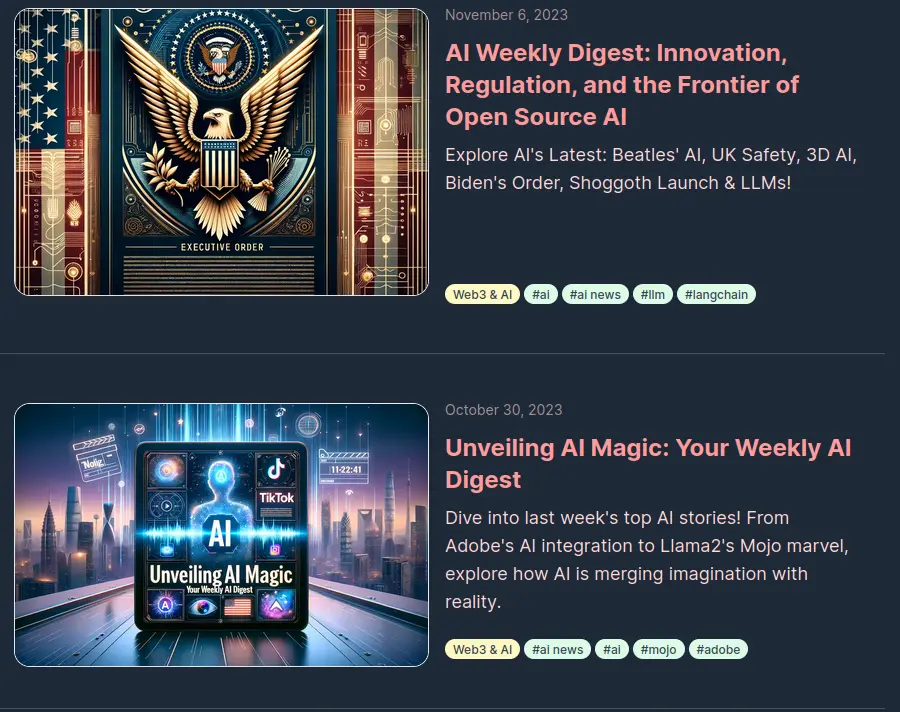 November 6, 2023
AI Weekly Digest: Innovation,
Regulation, and the Frontier of
Open Source AI
Explore AI's Latest: Beatles' AI, UK Safety, 3D AI,
Biden's Order, Shoggoth Launch & LLMs!
EXECUTIVE ORDER
Web3 & AI #ai #ai news #llm #langchain
October 30, 2023
Unveiling AI Magic: Your Weekly AI
Digest
Dive into last week's top AI stories! From
Adobe's AI integration to Llama2's Mojo marvel,
explore how AI is merging imagination with
reality.
11-22:41
TikTok
AI
Unveiling AI Magic
Your Weekly AI Digest
A
Web3 & AI #ai news #ai #mojo #adobe